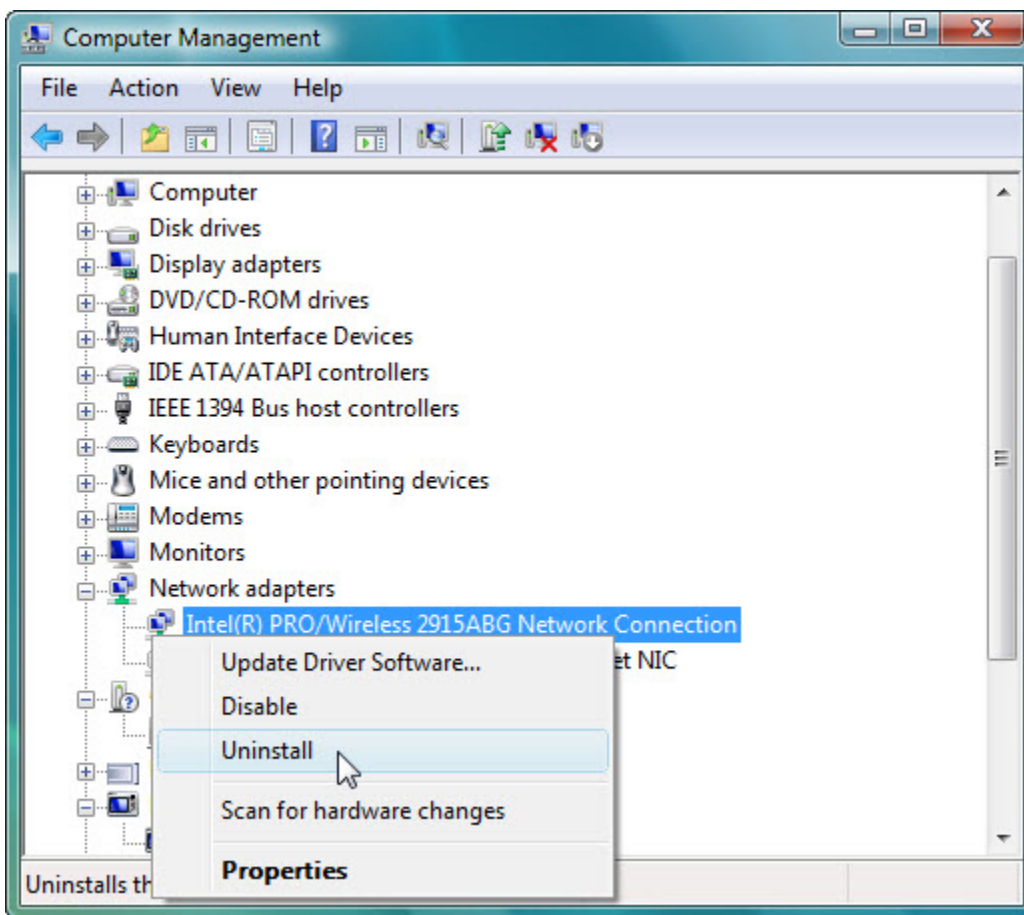 Computer Management
File Action View Help
Computer
Disk drives
Display adapters
DVD/CD-ROM drives
Human Interface Devices
IDE ATA/ATAPI controllers
IEEE 1394 Bus host controllers
Keyboards
Mice and other pointing devices
Modems
Monitors
Network adapters
Intel(R) PRO/Wireless 2915ABG Network Connection
Update Driver Software...
NIC
Disable
Uninstall
Scan for hardware changes
Properties
Uninstalls